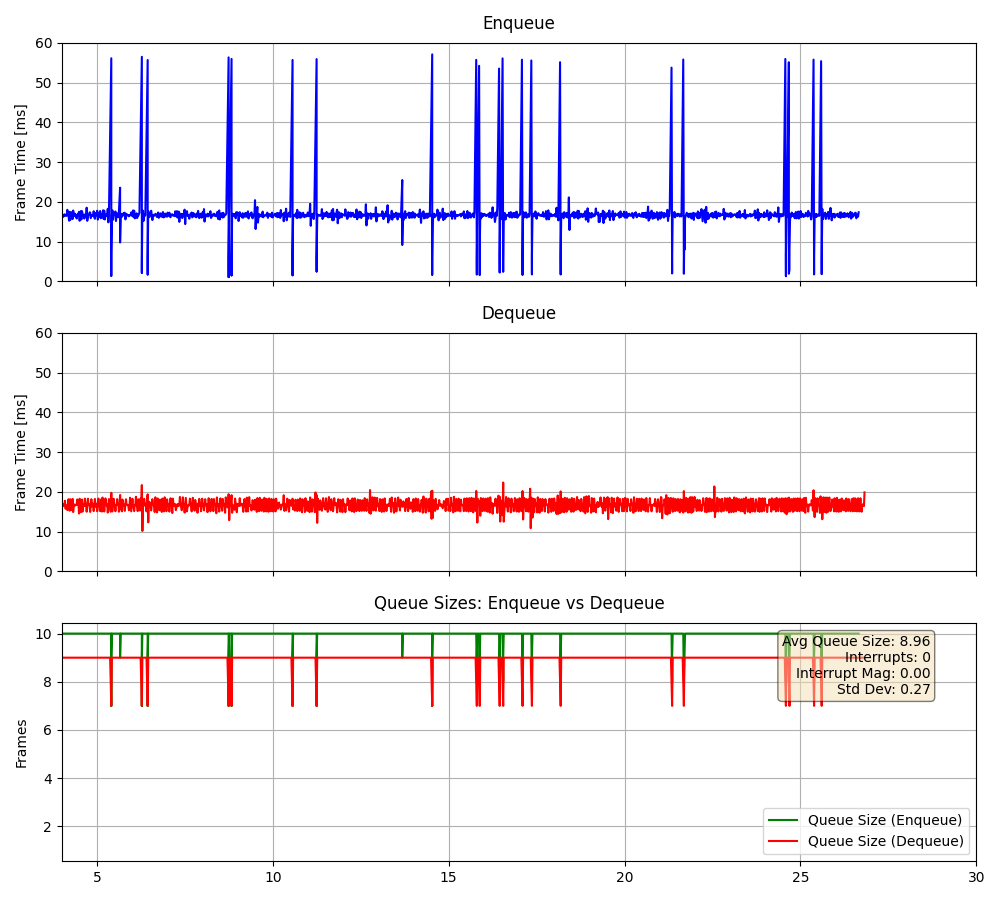 Enqueue
60
50
40
30
20
10
0
Frame Time [ms]
Dequeue
60
50
40
30
20
10
0
Frame Time [ms]
Queue Sizes: Enqueue vs Dequeue
10
8
6
4
2
Frames
Avg Queue Size: 8.96
Interrupts: 0
Interrupt Mag: 0.00
Std Dev: 0.27
Queue Size (Enqueue)
Queue Size (Dequeue)
5 10 15 20 25 30